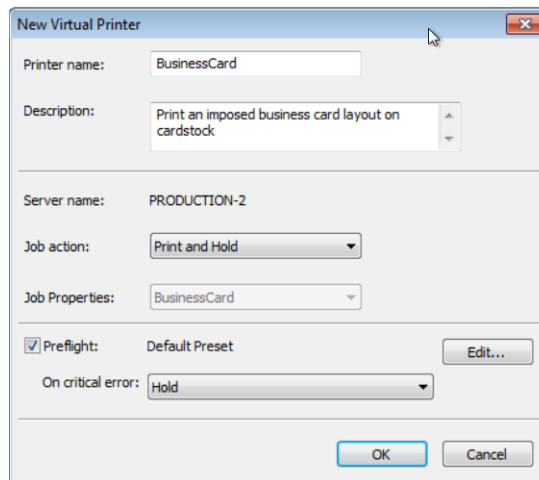 New Virtual Printer
Printer name: BusinessCard
Description: Print an imposed business card layout on
cardstock
Server name: PRODUCTION-2
Job action: Print and Hold
Job Properties: BusinessCard
Preflight: Default Preset Edit...
On critical error: Hold
OK Cancel